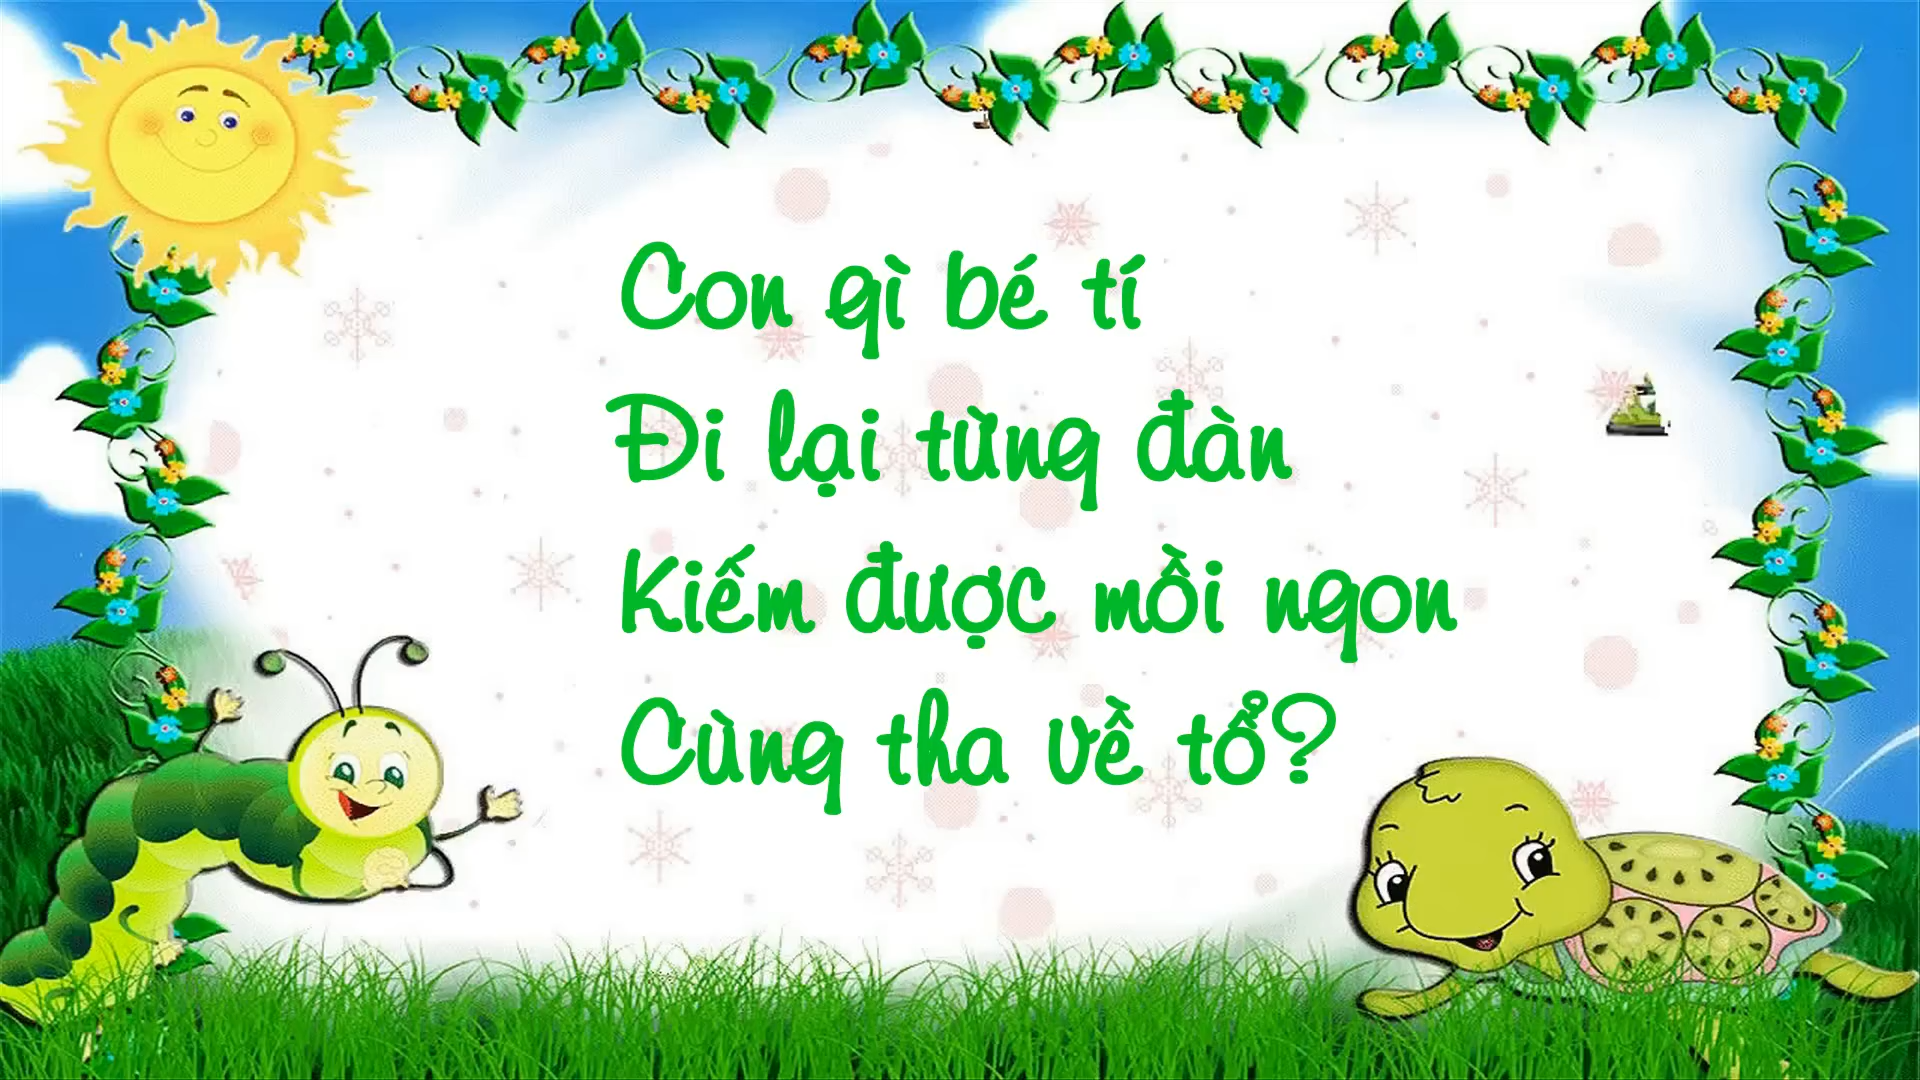 Con gì bé tí
Đi lại từng đàn
Kiếm được mồi ngon
Cùng tha về tổ?